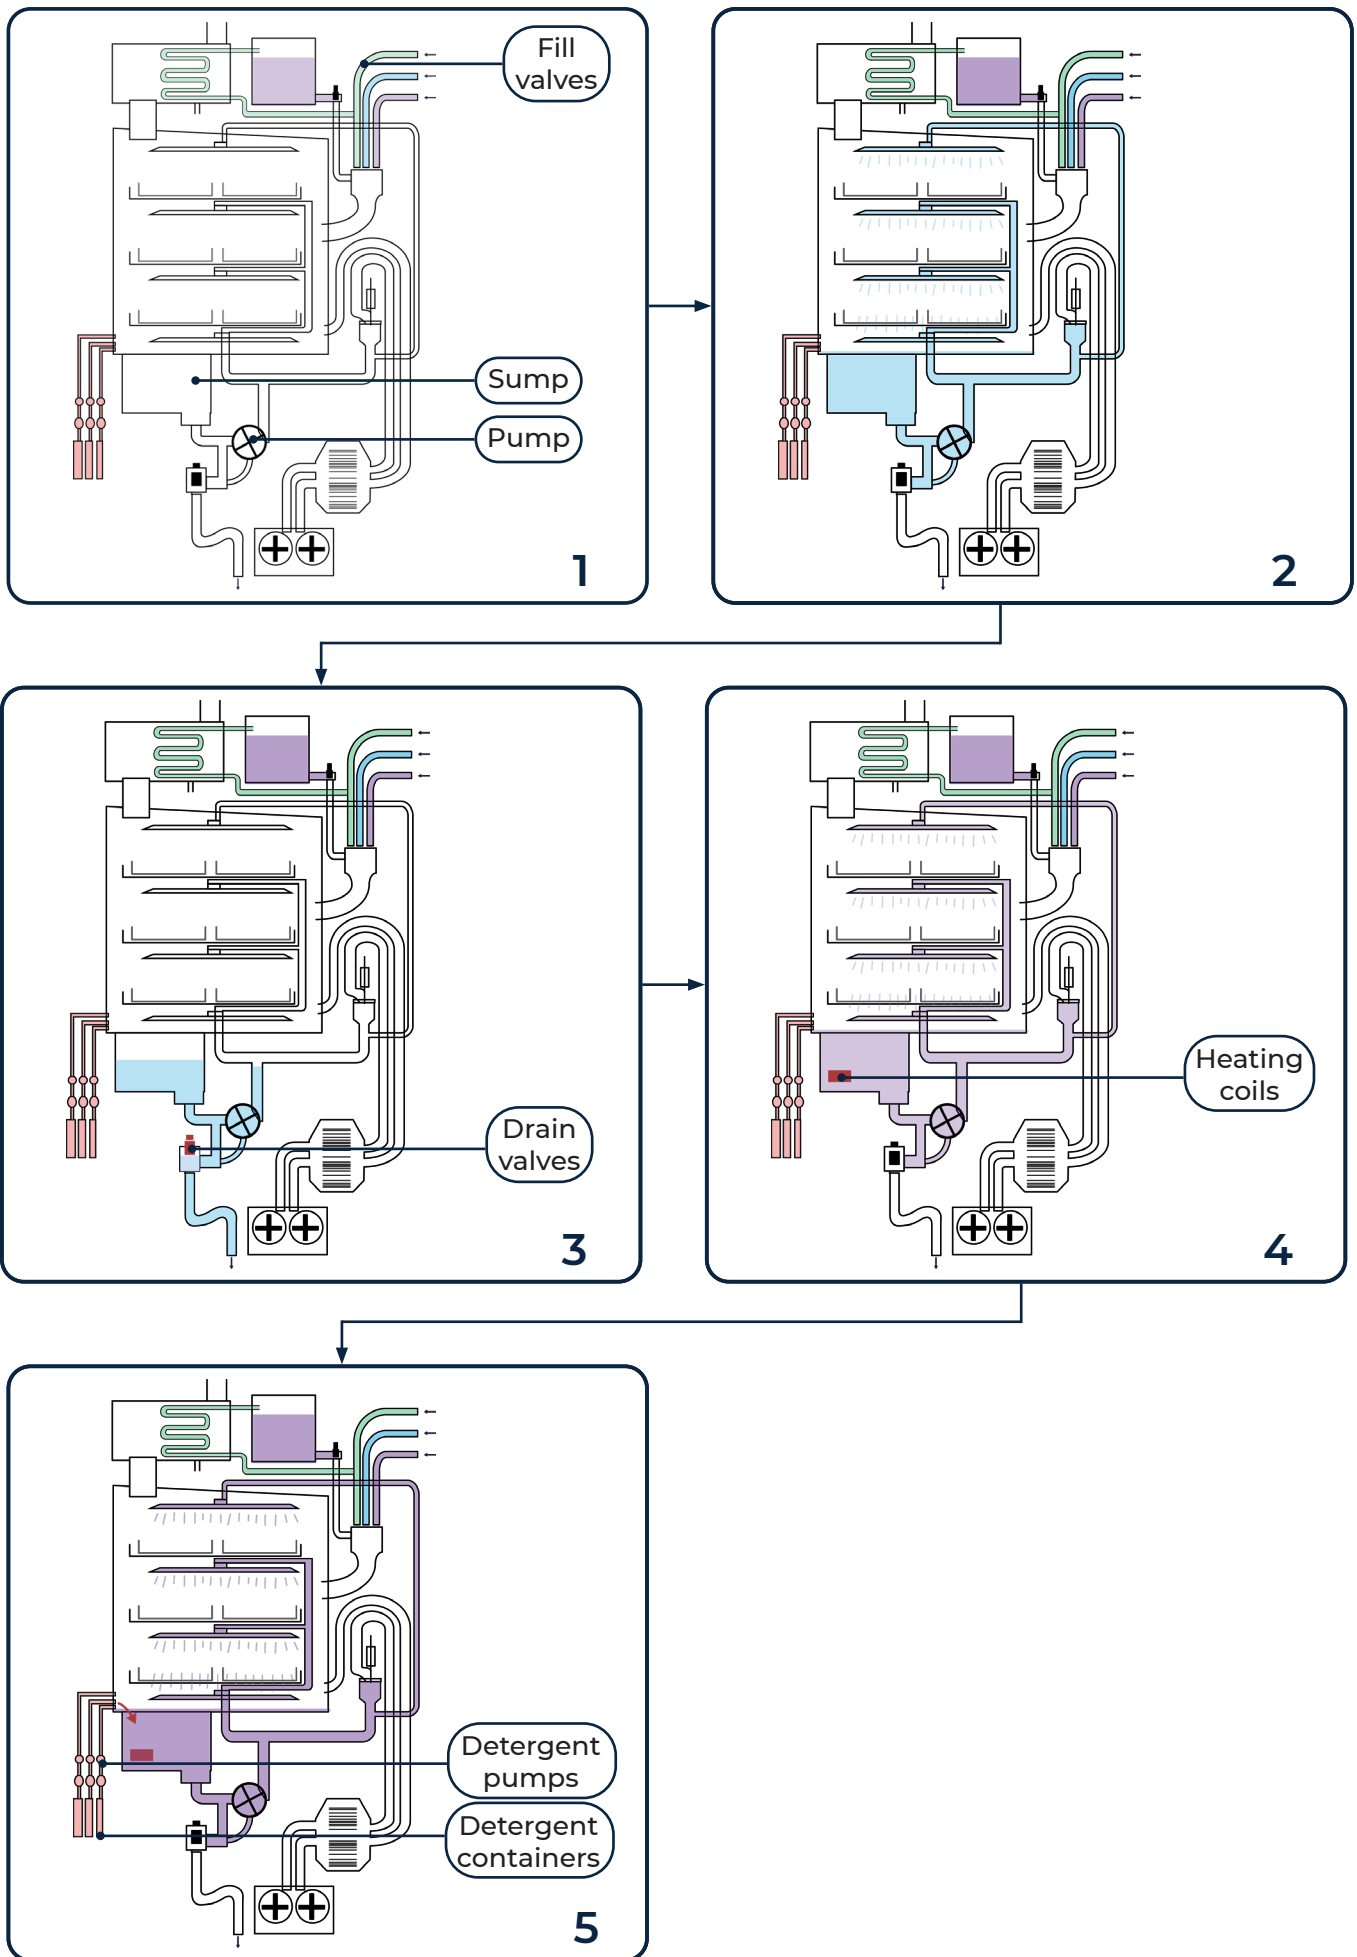 Fill
valves
Sump
Pump
1
2
Drain
valves
3
Heating
coils
4
Detergent
pumps
Detergent
containers
5